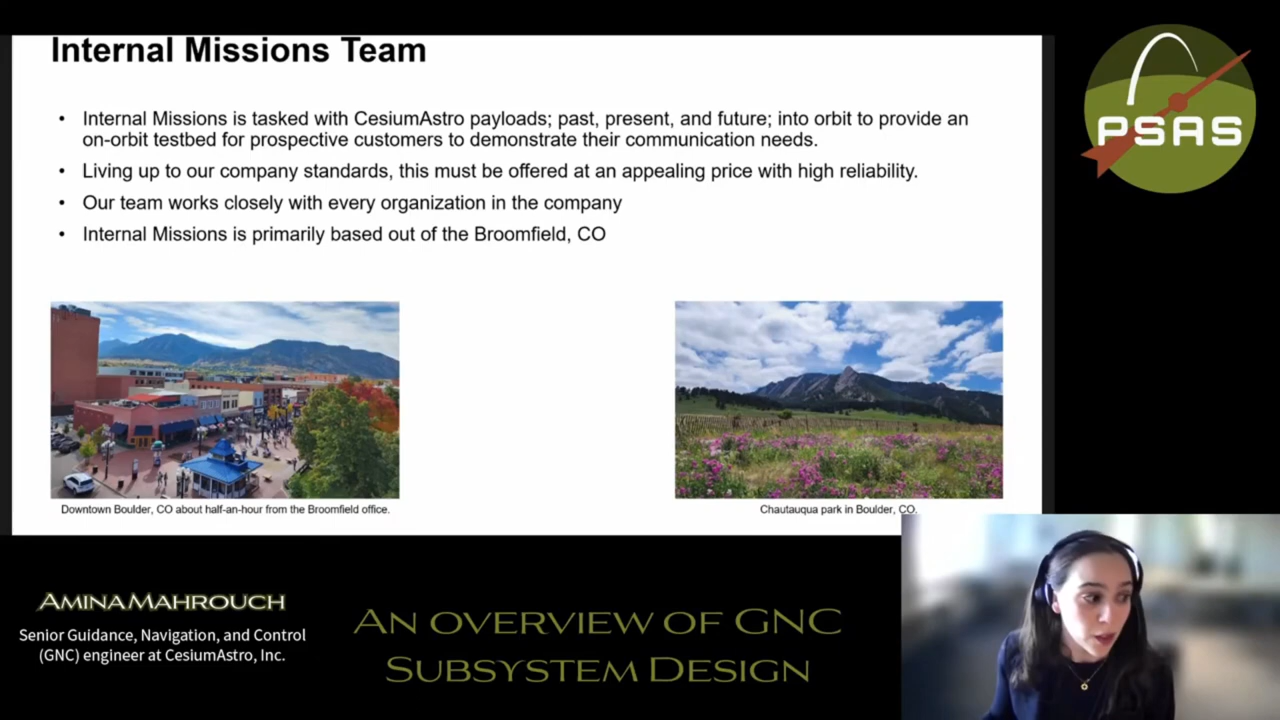 Internal Missions Team
• Internal Missions is tasked with CesiumAstro payloads; past, present, and future; into orbit to provide an
on-orbit testbed for prospective customers to demonstrate their communication needs.
• Living up to our company standards, this must be offered at an appealing price with high reliability.
• Our team works closely with every organization in the company
• Internal Missions is primarily based out of the Broomfield, CO
Downtown Boulder, CO about half-an-hour from the Broomfield office.
Chautauqua park in Boulder, CO.
PSAS
Amina Mahrouch
Senior Guidance, Navigation, and Control
(GNC) engineer at CesiumAstro, Inc.
An overview of GNC
Subsystem Design